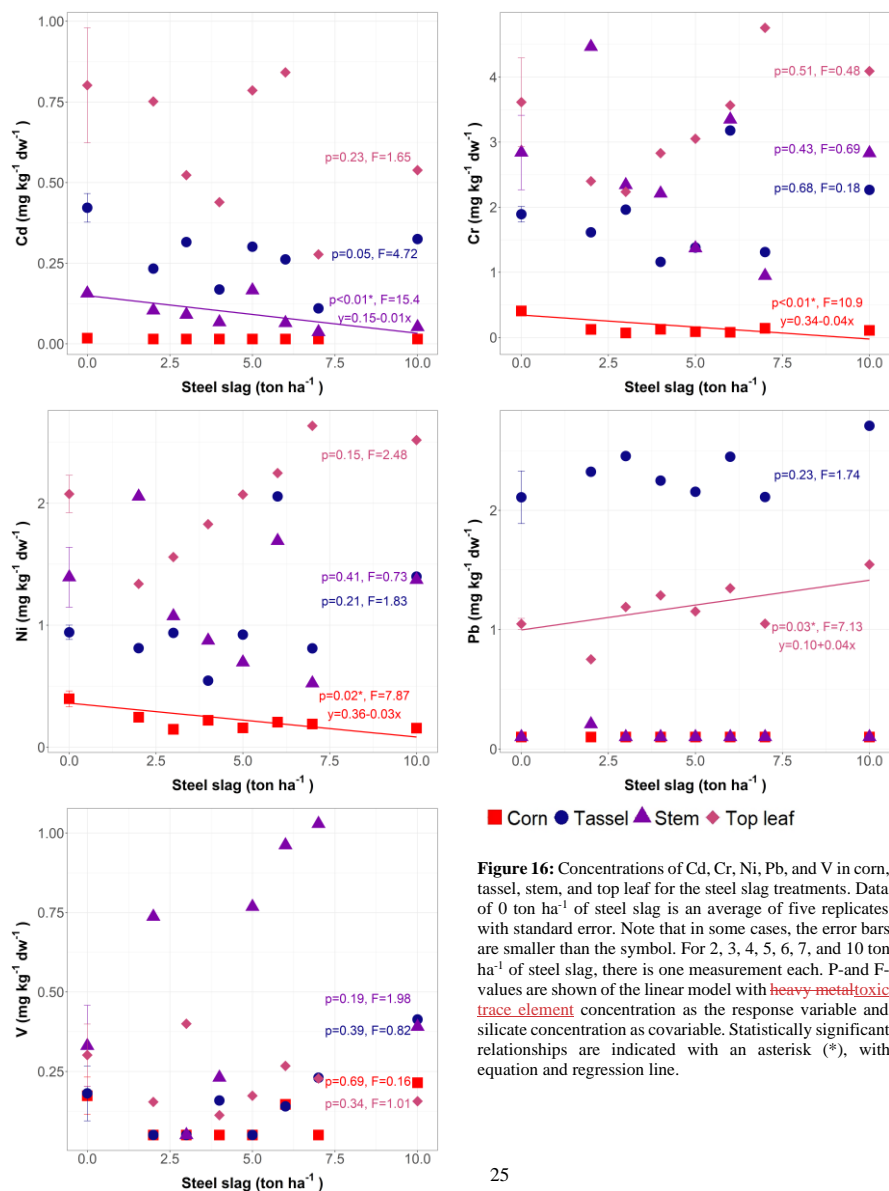 1.00
0.75
0.50
0.25
0.00
Cd (mg kg⁻¹ dw⁻¹)
p=0.23, F=1.65
p=0.05, F=4.72
p<0.01*, F=15.4
y=0.15-0.01x
0.0 2.5 5.0 7.5 10.0
Steel slag (ton ha⁻¹)
4
3
2
1
0
Cr (mg kg⁻¹ dw⁻¹)
p=0.51, F=0.48
p=0.43, F=0.69
p=0.68, F=0.18
p<0.01*, F=10.9
y=0.34-0.04x
0.0 2.5 5.0 7.5 10.0
Steel slag (ton ha⁻¹)
2
1
0
Ni (mg kg⁻¹ dw⁻¹)
p=0.15, F=2.48
p=0.41, F=0.73
p=0.21, F=1.83
p=0.02*, F=7.87
y=0.36-0.03x
0.0 2.5 5.0 7.5 10.0
Steel slag (ton ha⁻¹)
2
1
0
Pb (mg kg⁻¹ dw⁻¹)
p=0.23, F=1.74
p=0.03*, F=7.13
y=0.10+0.04x
0.0 2.5 5.0 7.5 10.0
Steel slag (ton ha⁻¹)
Corn Tassel Stem Top leaf
1.00
0.75
0.50
0.25
V (mg kg⁻¹ dw⁻¹)
p=0.19, F=1.98
p=0.39, F=0.82
p=0.69, F=0.16
p=0.34, F=1.01
0.0 2.5 5.0 7.5 10.0
Steel slag (ton ha⁻¹)
Figure 16: Concentrations of Cd, Cr, Ni, Pb, and V in corn,
tassel, stem, and top leaf for the steel slag treatments. Data
of 0 ton ha⁻¹ of steel slag is an average of five replicates
with standard error. Note that in some cases, the error bars
are smaller than the symbol. For 2, 3, 4, 5, 6, 7, and 10 ton
ha⁻¹ of steel slag, there is one measurement each. P-and F-
values are shown of the linear model with heavy metaltoxic
trace element concentration as the response variable and
silicate concentration as covariable. Statistically significant
relationships are indicated with an asterisk (*), with
equation and regression line.
25